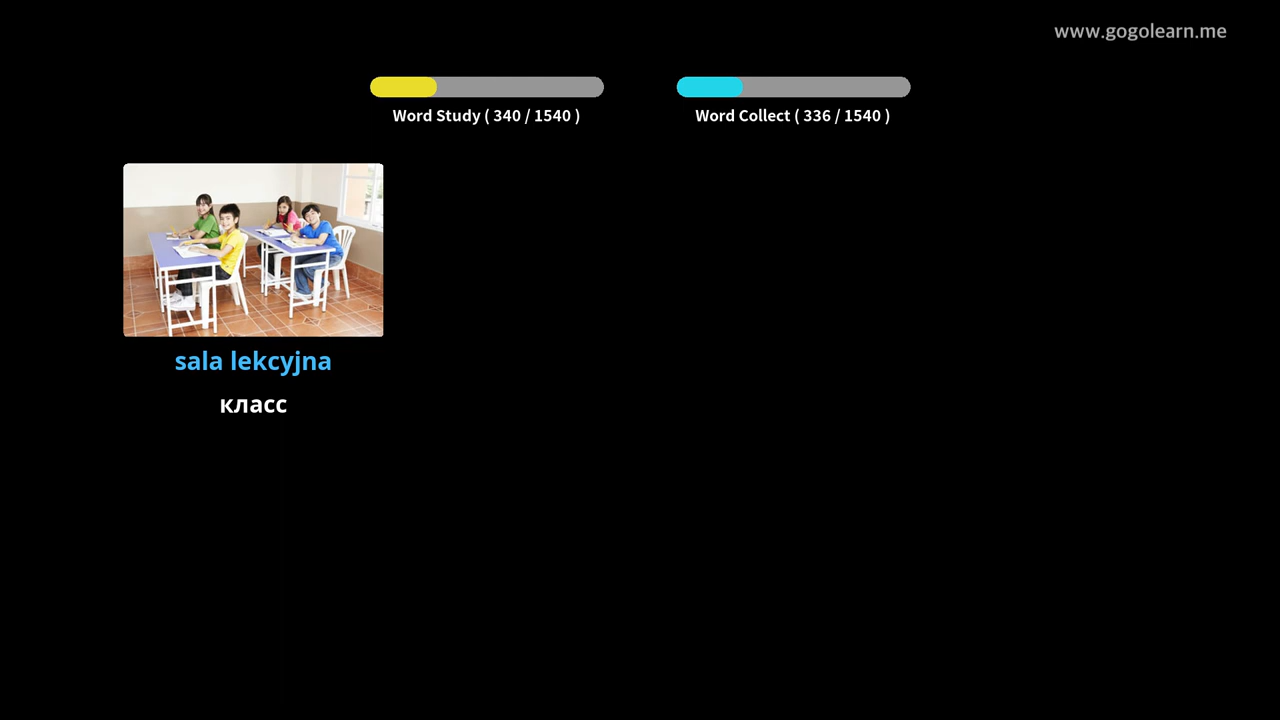 www.gogolearn.me
Word Study ( 340 / 1540 )
Word Collect ( 336 / 1540 )
sala lekcyjna
класс